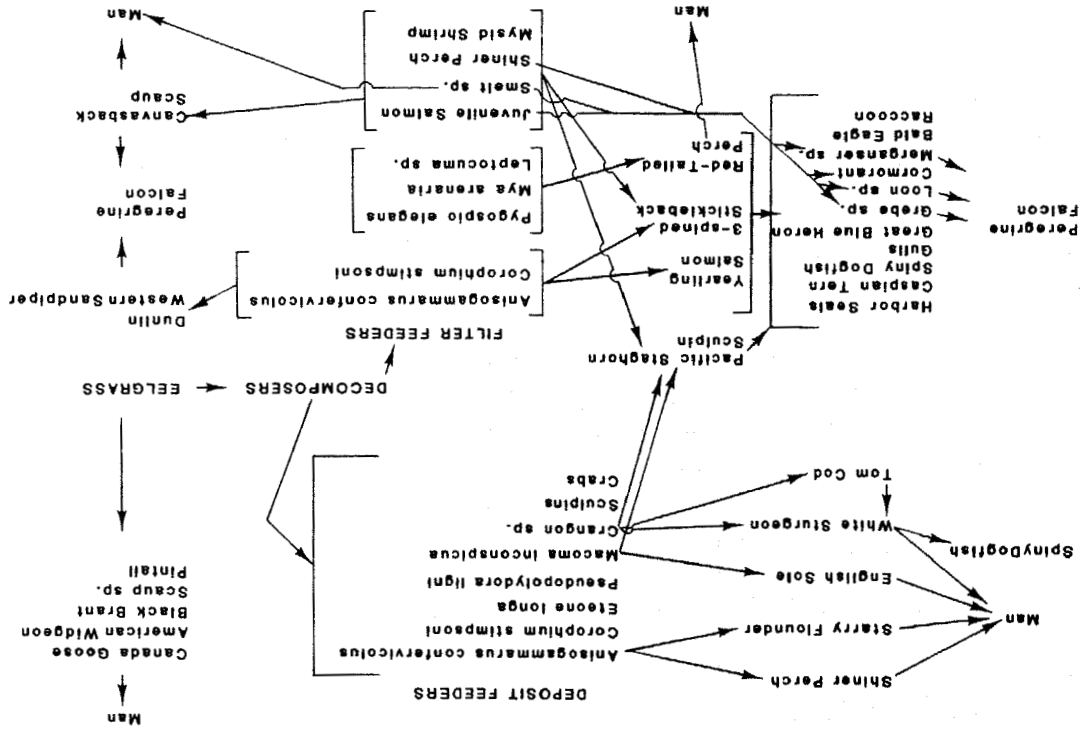 Man
DEPOSIT FEEDERS
Shiner Perch
Starry Flounder
English Sole
White Sturgeon
Tom Cod
Man
SpinyDogfish
Anisogammarus confervicolus
Corophium stimpsoni
Eteone longa
Pseudopolydora ligni
Macoma inconspicua
Crangon sp.
Sculpins
Crabs
Canada Goose
American Widgeon
Black Brant
Scaup sp.
Pintail
EELGRASS
DECOMPOSERS
Pacific Staghorn
Sculpin
FILTER FEEDERS
Anisogammarus confervicolus
Corophium stimpsoni
Pygospio elegans
Mya arenaria
Leptocuma sp.
Juvenile Salmon
Smelt sp.
Shiner Perch
Mysid Shrimp
Dunlin
Western Sandpiper
Peregrine
Falcon
Canvasback
Scaup
Man
Yearling
Salmon
3-spined
Stickleback
Red-Tailed
Perch
Man
Harbor Seals
Caspian Tern
Spiny Dogfish
Gulls
Great Blue Heron
Grebe sp.
Loon sp.
Cormorant
Merganser sp.
Bald Eagle
Raccoon
Peregrine
Falcon